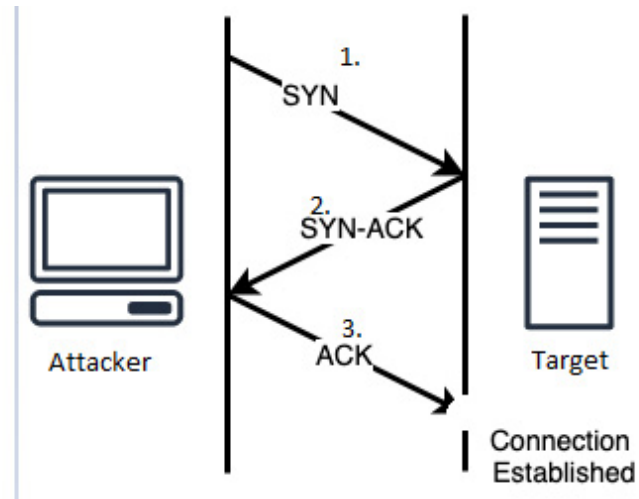 1.
SYN
2.
SYN-ACK
3.
ACK
Attacker
Target
Connection
Established